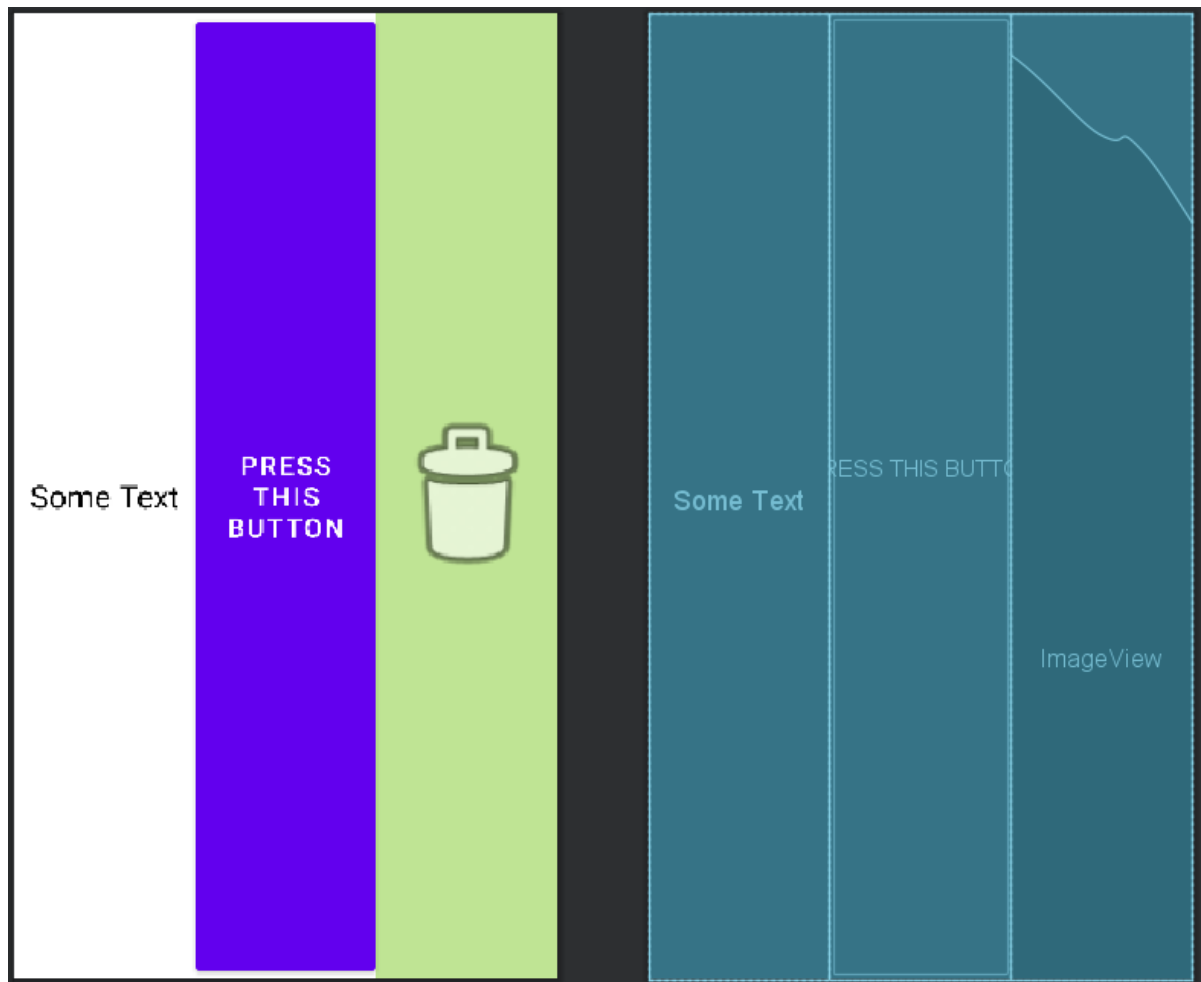 Some Text
PRESS
THIS
BUTTON
Some Text
RESS THIS BUTTO
ImageView